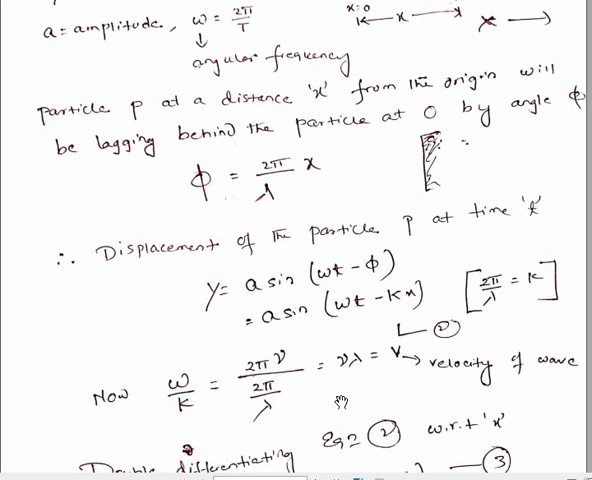 a = amplitude, ω = 2π/T
x=0
x
x
angular frequency
particle p at a distance 'x' from the origin will
be lagging behind the particle at O by angle ϕ
ϕ = 2π/λ x
∴ Displacement of the particle P at time 't'
y = a sin (ωt - ϕ)
= a sin (ωt - Kx) [2π/λ = K]
②
Now ω/K = 2πν / (2π/λ) = νλ = V → velocity of wave
Double differentiating Eqn ② w.r.t 'x'
③